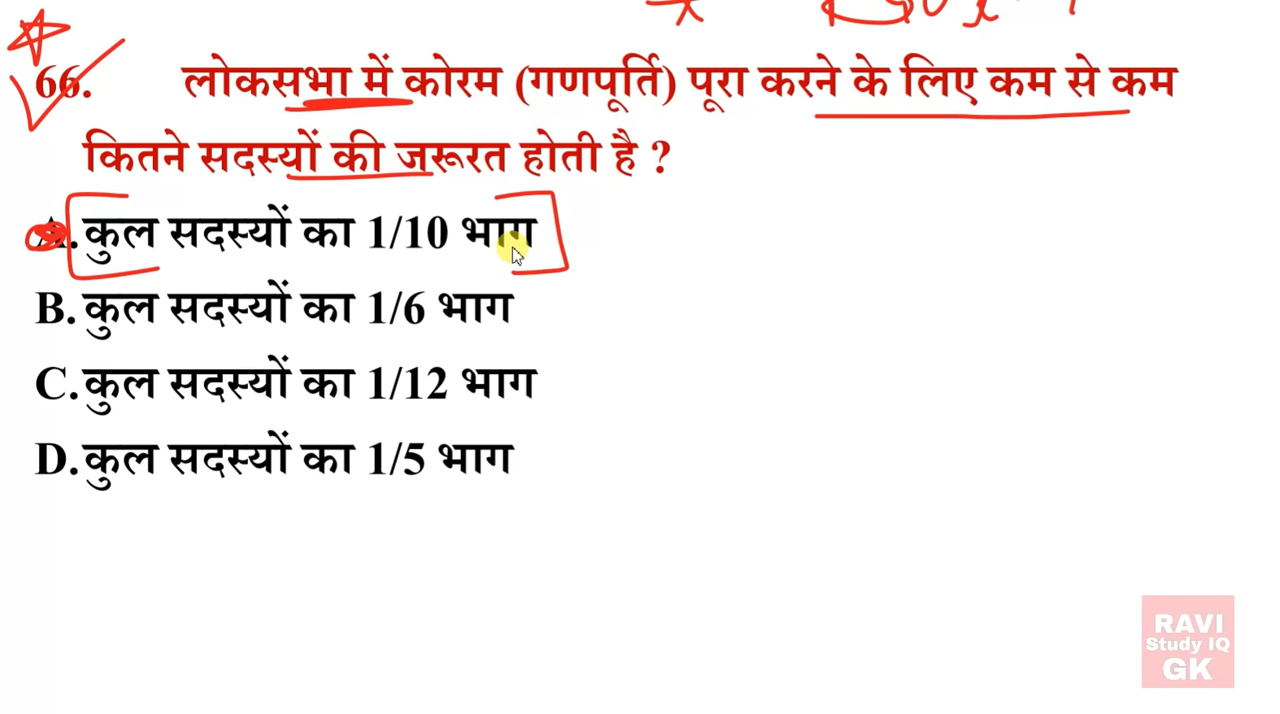 66. लोकसभा में कोरम (गणपूर्ति) पूरा करने के लिए कम से कम
कितने सदस्यों की जरूरत होती है ?
A. कुल सदस्यों का 1/10 भाग
B. कुल सदस्यों का 1/6 भाग
C. कुल सदस्यों का 1/12 भाग
D. कुल सदस्यों का 1/5 भाग
RAVI
Study IQ
GK